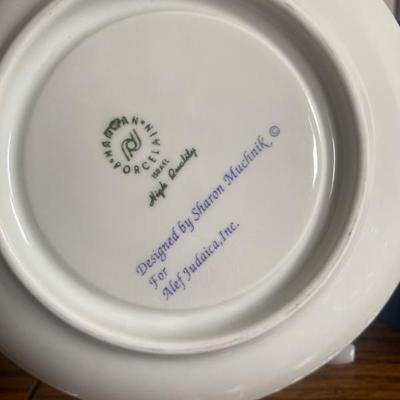 NAAMAN
PORCELAIN
ISRAEL
High Quality
Designed by Sharon Muchnik ©
For
Alef Judaica, Inc.